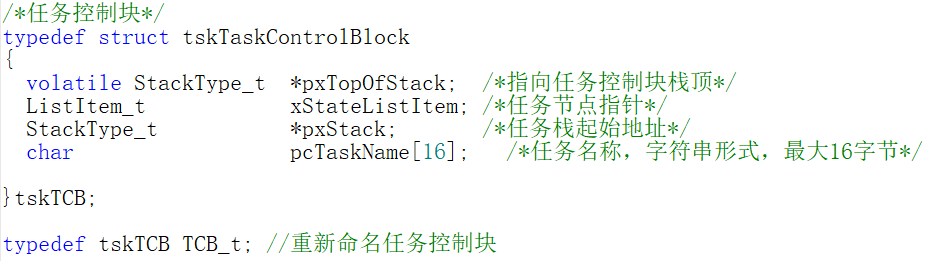 /*任务控制块*/
typedef struct tskTaskControlBlock
{
volatile StackType_t *pxTopOfStack; /*指向任务控制块栈顶*/
ListItem_t xStateListItem; /*任务节点指针*/
StackType_t *pxStack; /*任务栈起始地址*/
char pcTaskName[16]; /*任务名称，字符串形式，最大16字节*/
}tskTCB;
typedef tskTCB TCB_t; //重新命名任务控制块